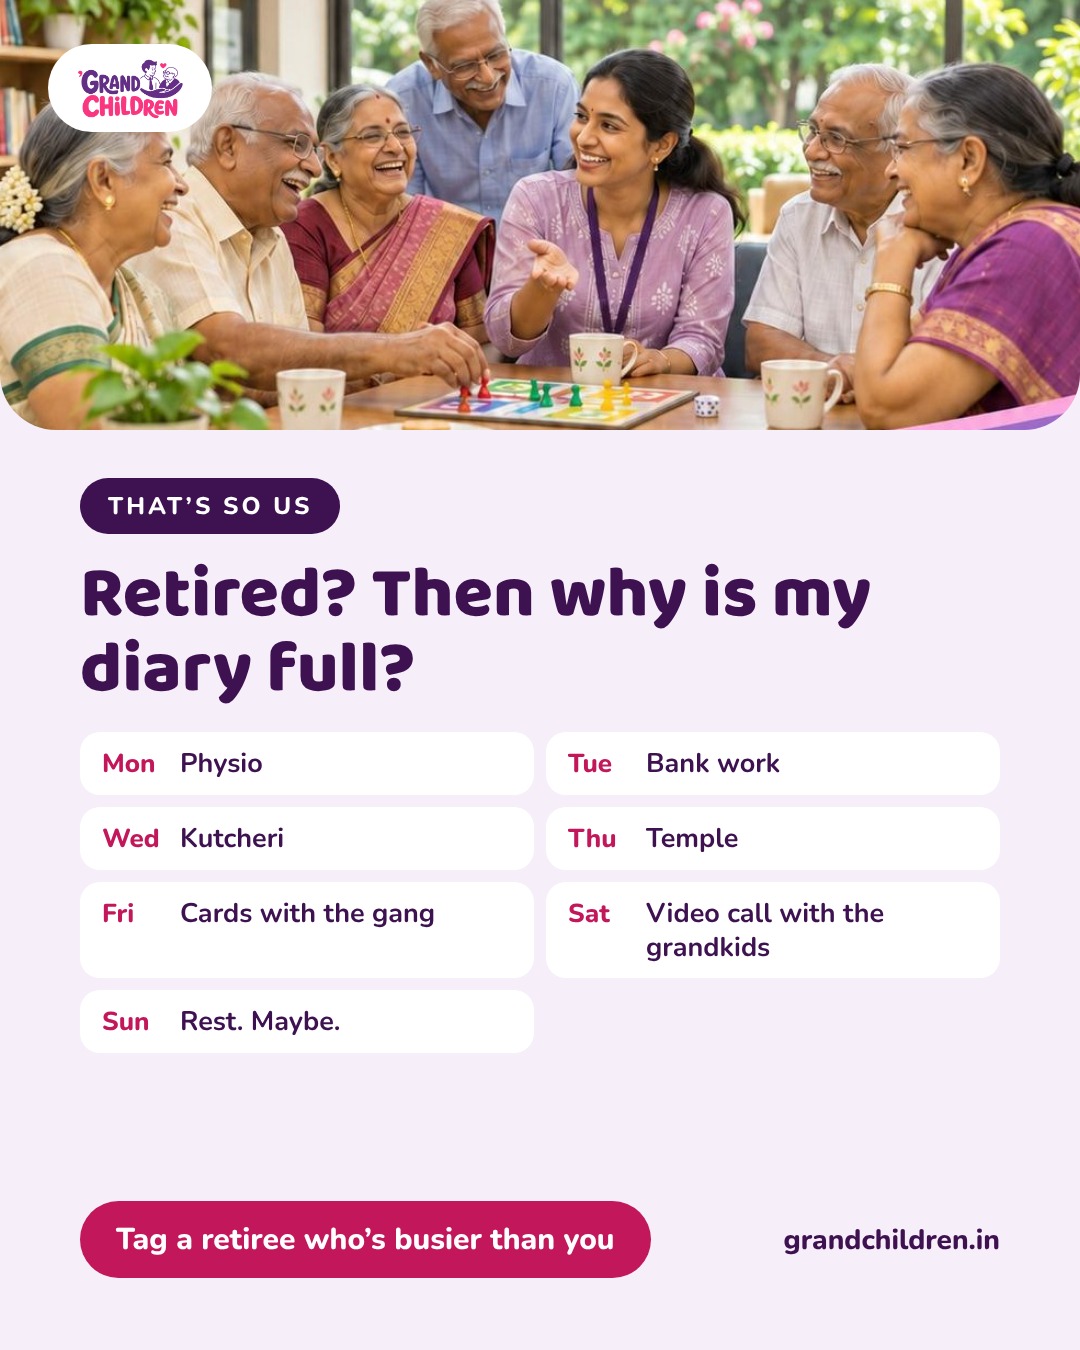 'GRAND
CHILDREN
THAT’S SO US
Retired? Then why is my
diary full?
Mon Physio
Tue Bank work
Wed Kutcheri
Thu Temple
Fri Cards with the gang
Sat Video call with the
grandkids
Sun Rest. Maybe.
Tag a retiree who’s busier than you
grandchildren.in